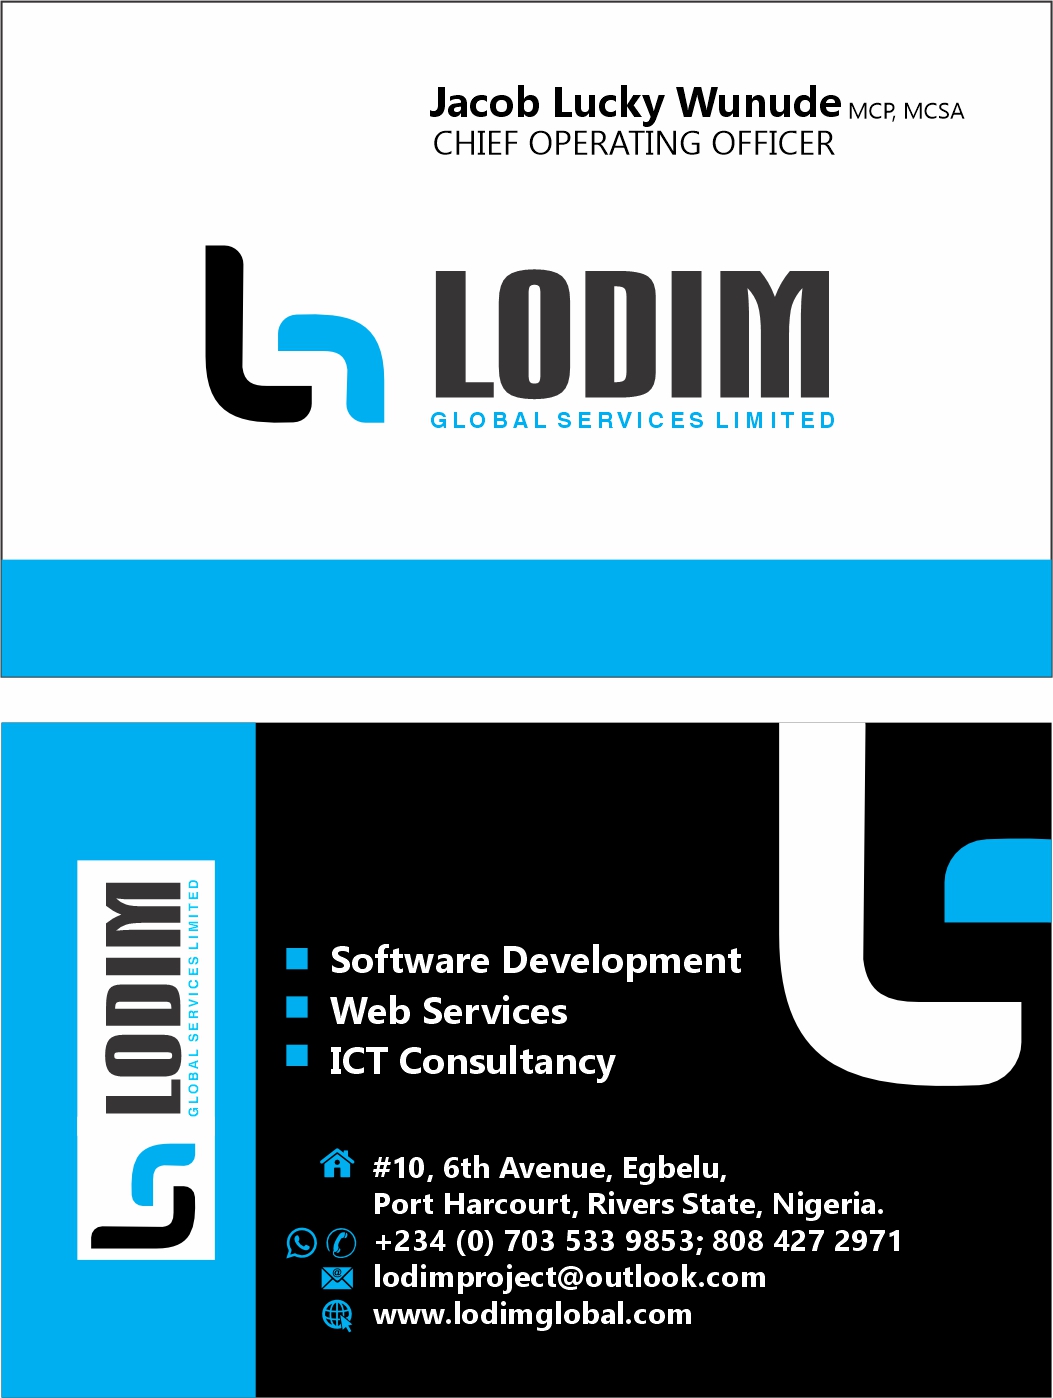 Jacob Lucky Wunude MCP, MCSA
CHIEF OPERATING OFFICER
LODIM
GLOBAL SERVICES LIMITED
LODIM
GLOBAL SERVICES LIMITED
Software Development
Web Services
ICT Consultancy
#10, 6th Avenue, Egbelu,
Port Harcourt, Rivers State, Nigeria.
+234 (0) 703 533 9853; 808 427 2971
lodimproject@outlook.com
www.lodimglobal.com